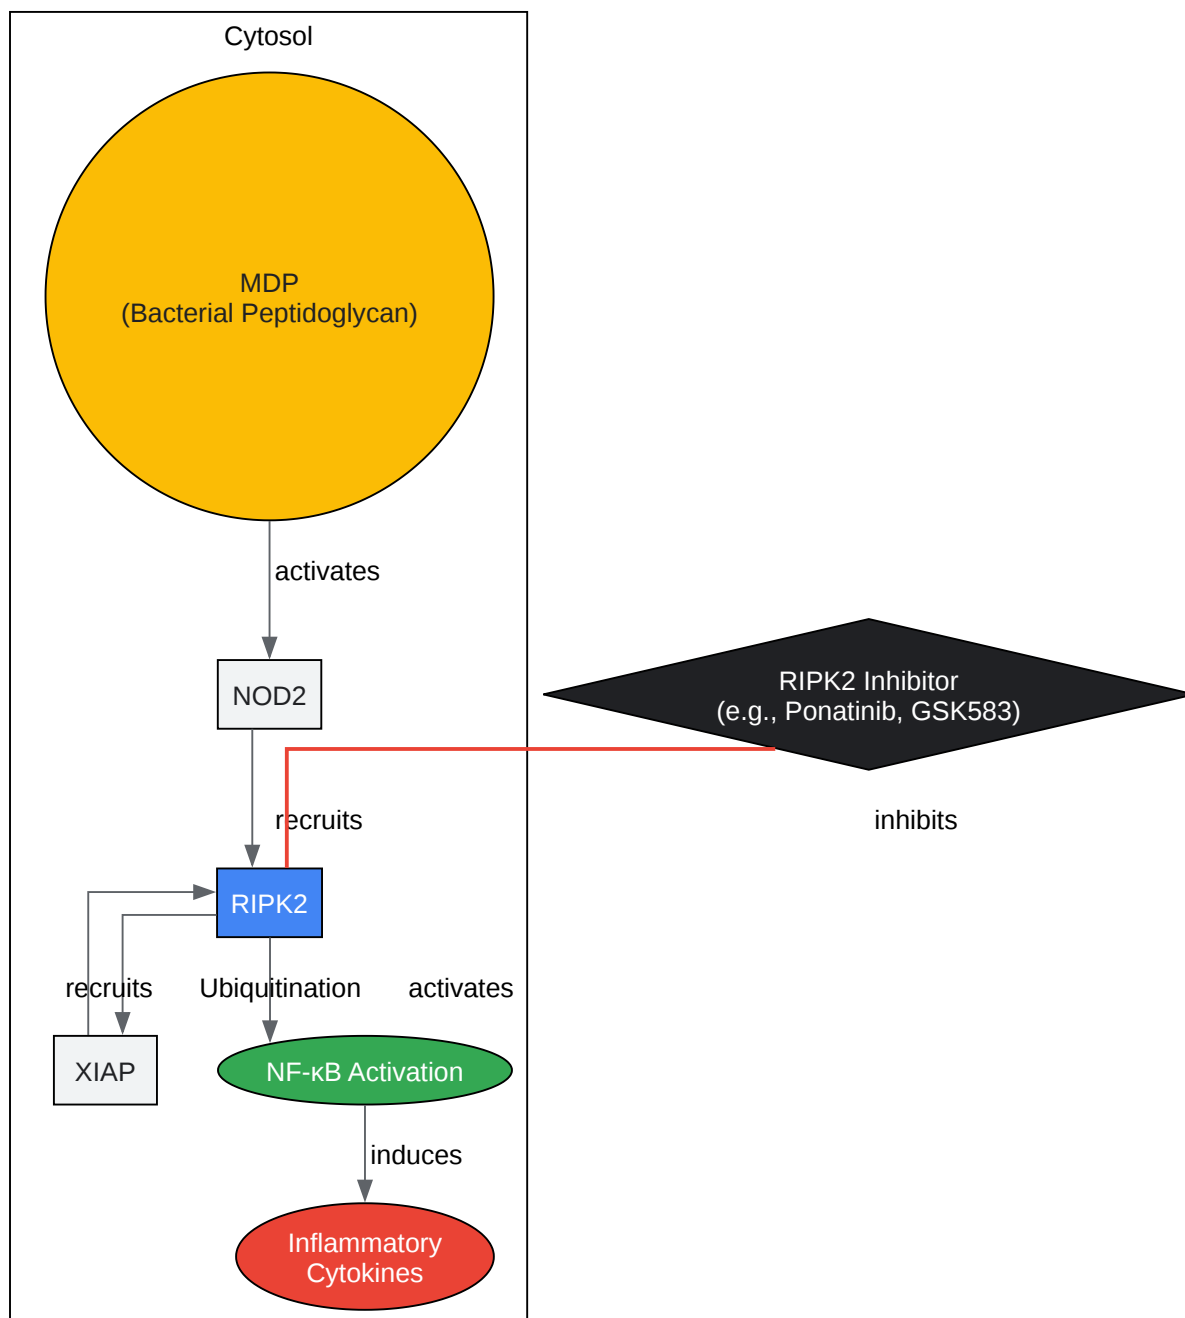 Cytosol
MDP
(Bacterial Peptidoglycan)
activates
NOD2
RIPK2 Inhibitor
(e.g., Ponatinib, GSK583)
recruits
inhibits
RIPK2
recruits
Ubiquitination
activates
XIAP
NF-κB Activation
induces
Inflammatory
Cytokines